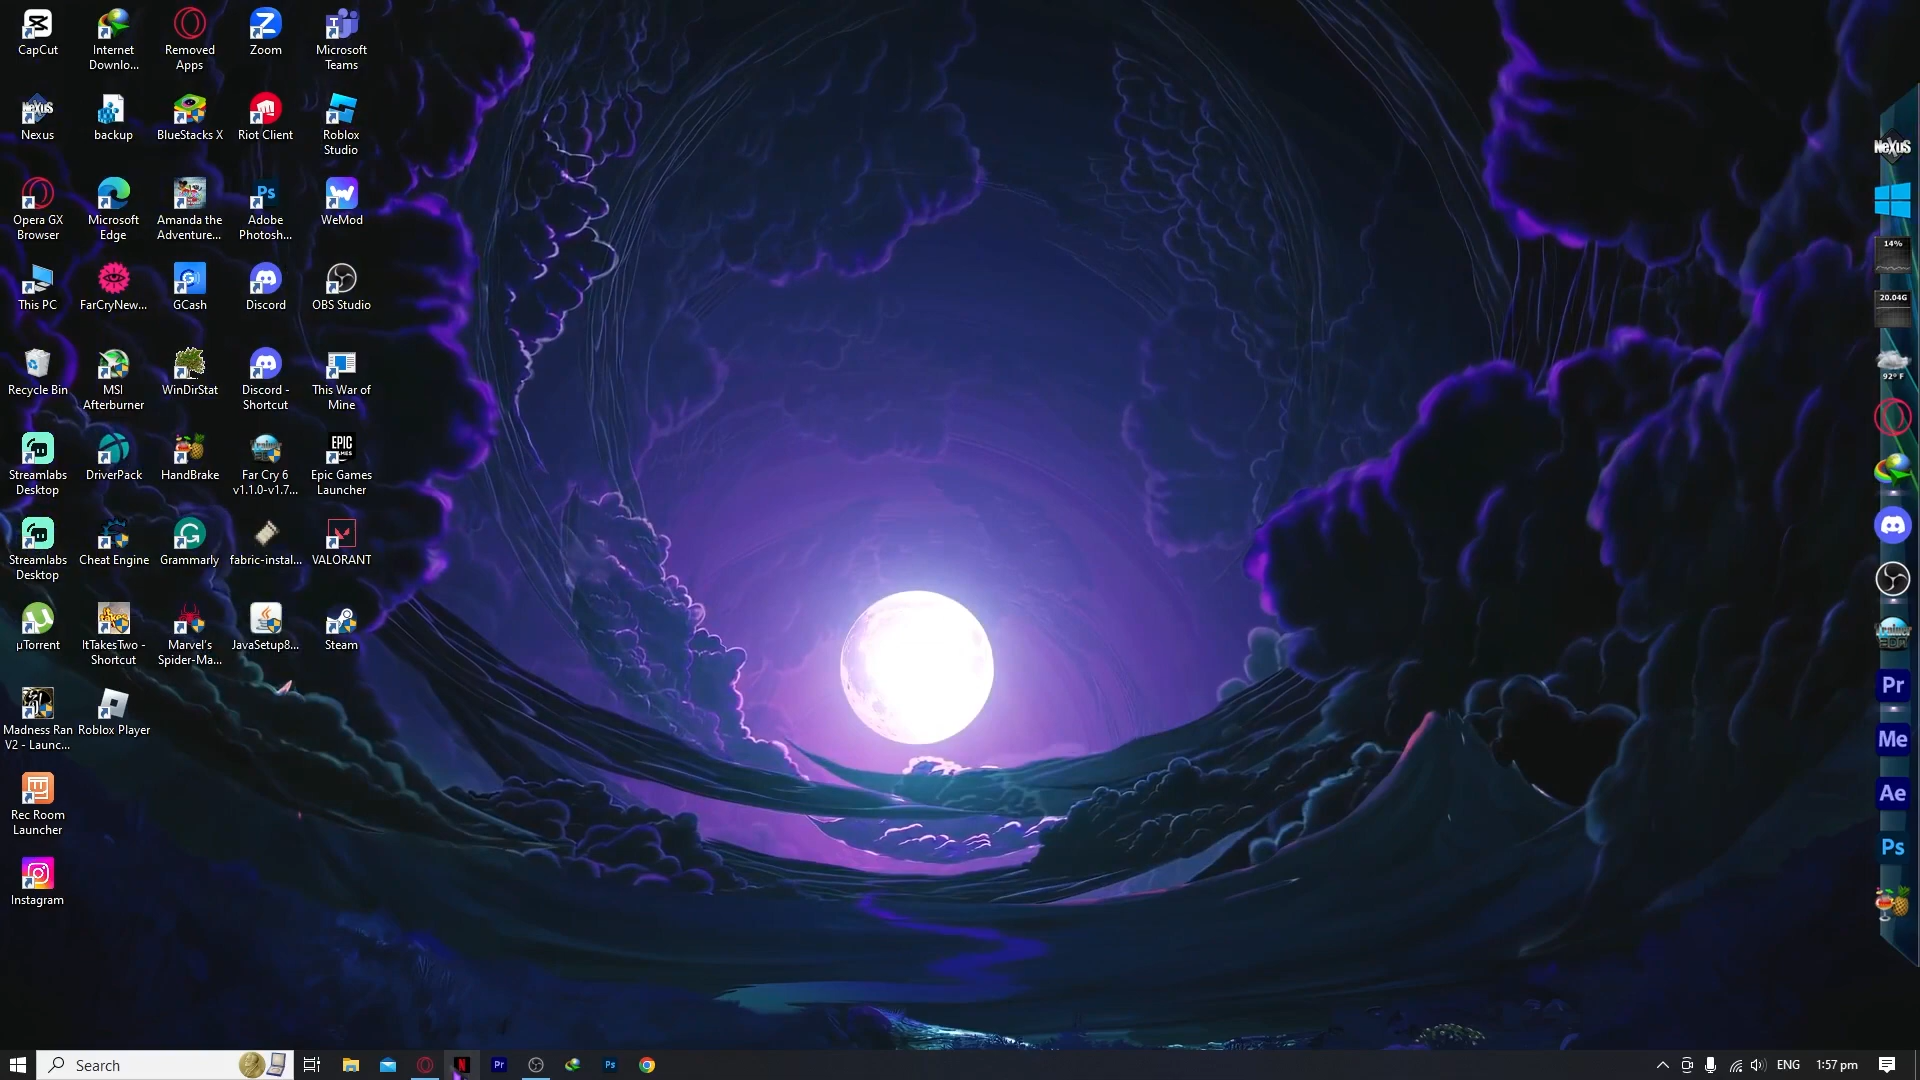 CapCut
Internet
Downlo...
Removed
Apps
Zoom
Microsoft
Teams
Nexus
backup
BlueStacks X
Riot Client
Roblox
Studio
Opera GX
Browser
Microsoft
Edge
Amanda the
Adventure...
Adobe
Photosh...
WeMod
This PC
FarCryNew...
GCash
Discord
OBS Studio
Recycle Bin
MSI
Afterburner
WinDirStat
Discord -
Shortcut
This War of
Mine
Streamlabs
Desktop
DriverPack
HandBrake
Far Cry 6
v1.1.0-v1.7...
EPIC
Epic Games
Launcher
Streamlabs
Desktop
Cheat Engine
Grammarly
fabric-instal...
VALORANT
µTorrent
ItTakesTwo -
Shortcut
Marvel's
Spider-Ma...
JavaSetup8...
Steam
Madness Ran
V2 - Launc...
Roblox Player
Rec Room
Launcher
Instagram
NeXuS
14%
20.04G
92° F
Pr
Me
Ae
Ps
Search
N
Pr
Ps
ENG
1:57 pm